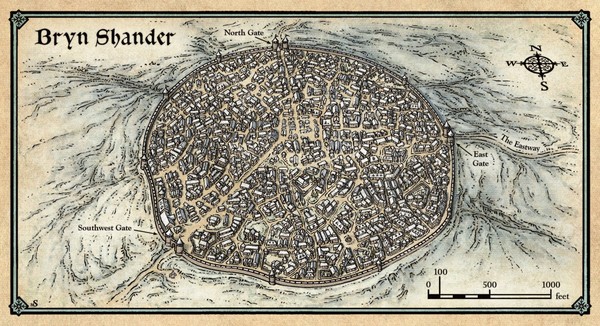 Bryn Shander
North Gate
N
W E
S
The Eastway
East
Gate
Southwest Gate
100
0 500 1000
feet
S